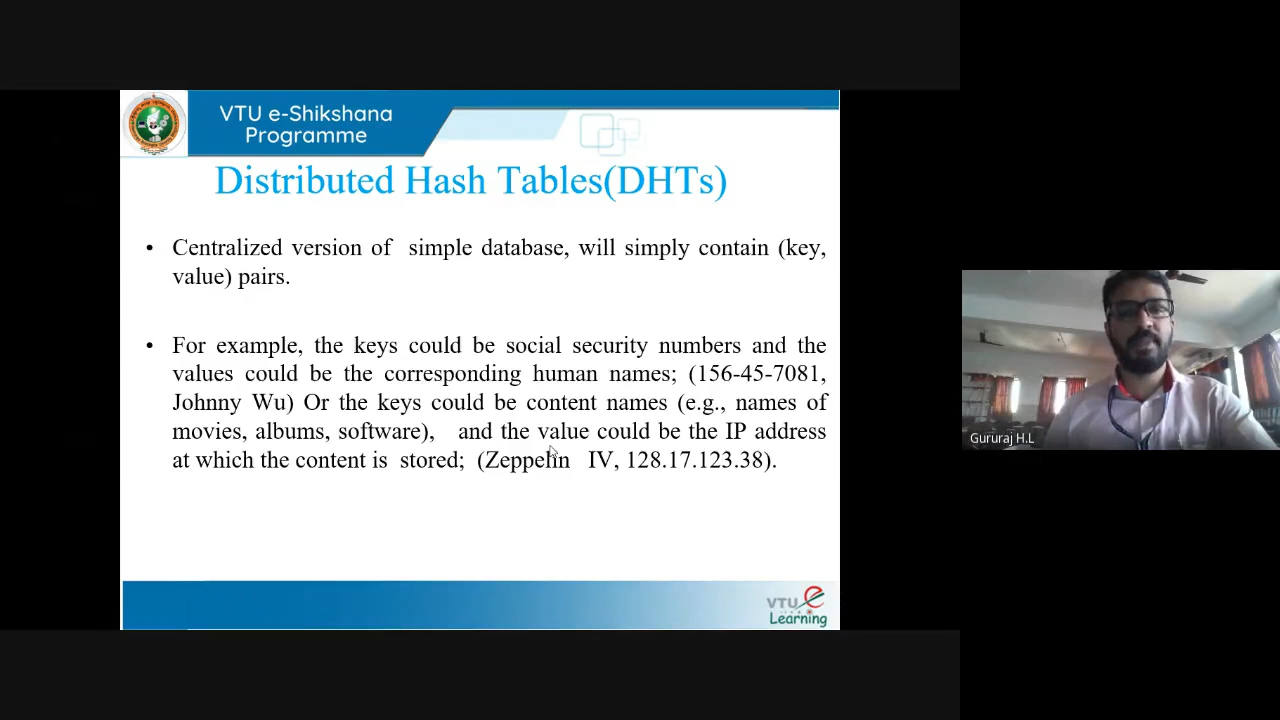 VTU e-Shikshana
Programme
Distributed Hash Tables(DHTs)
• Centralized version of simple database, will simply contain (key,
value) pairs.
• For example, the keys could be social security numbers and the
values could be the corresponding human names; (156-45-7081,
Johnny Wu) Or the keys could be content names (e.g., names of
movies, albums, software), and the value could be the IP address
at which the content is stored; (Zeppelin IV, 128.17.123.38).
Gururaj H.L
VTU e
Learning